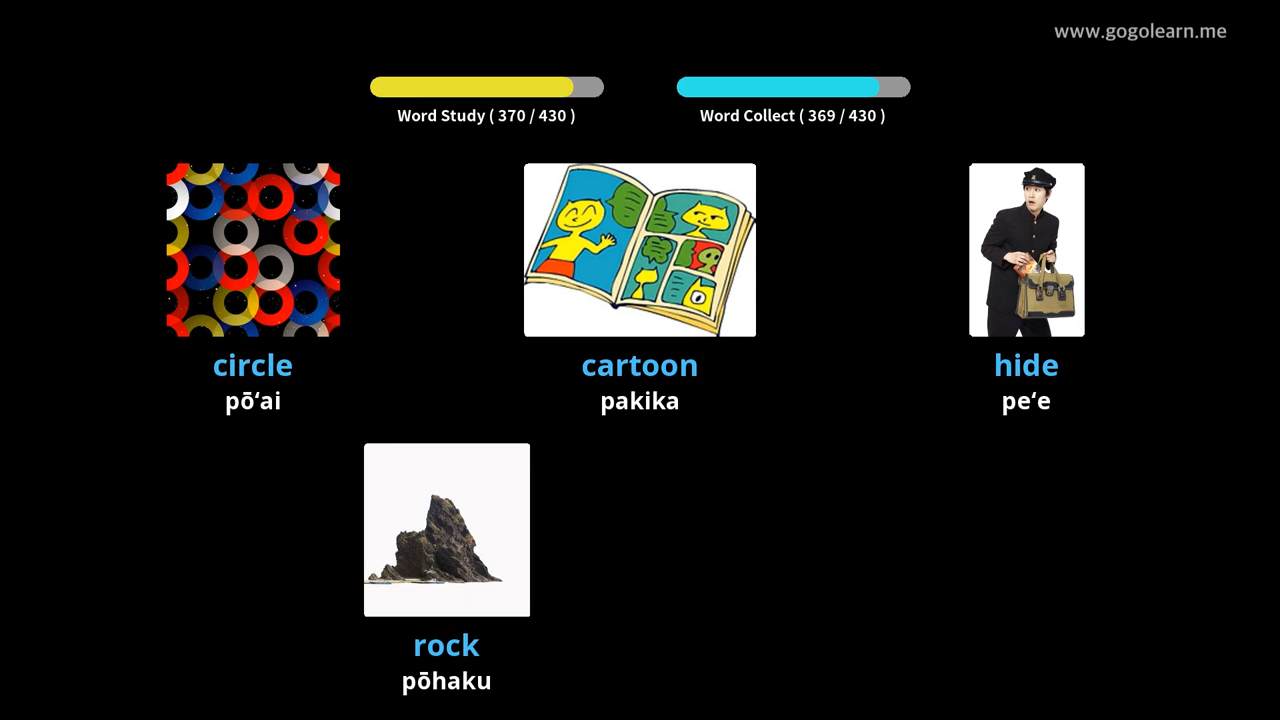 www.gogolearn.me
Word Study ( 370 / 430 )
Word Collect ( 369 / 430 )
circle
pōʻai
cartoon
pakika
hide
peʻe
rock
pōhaku